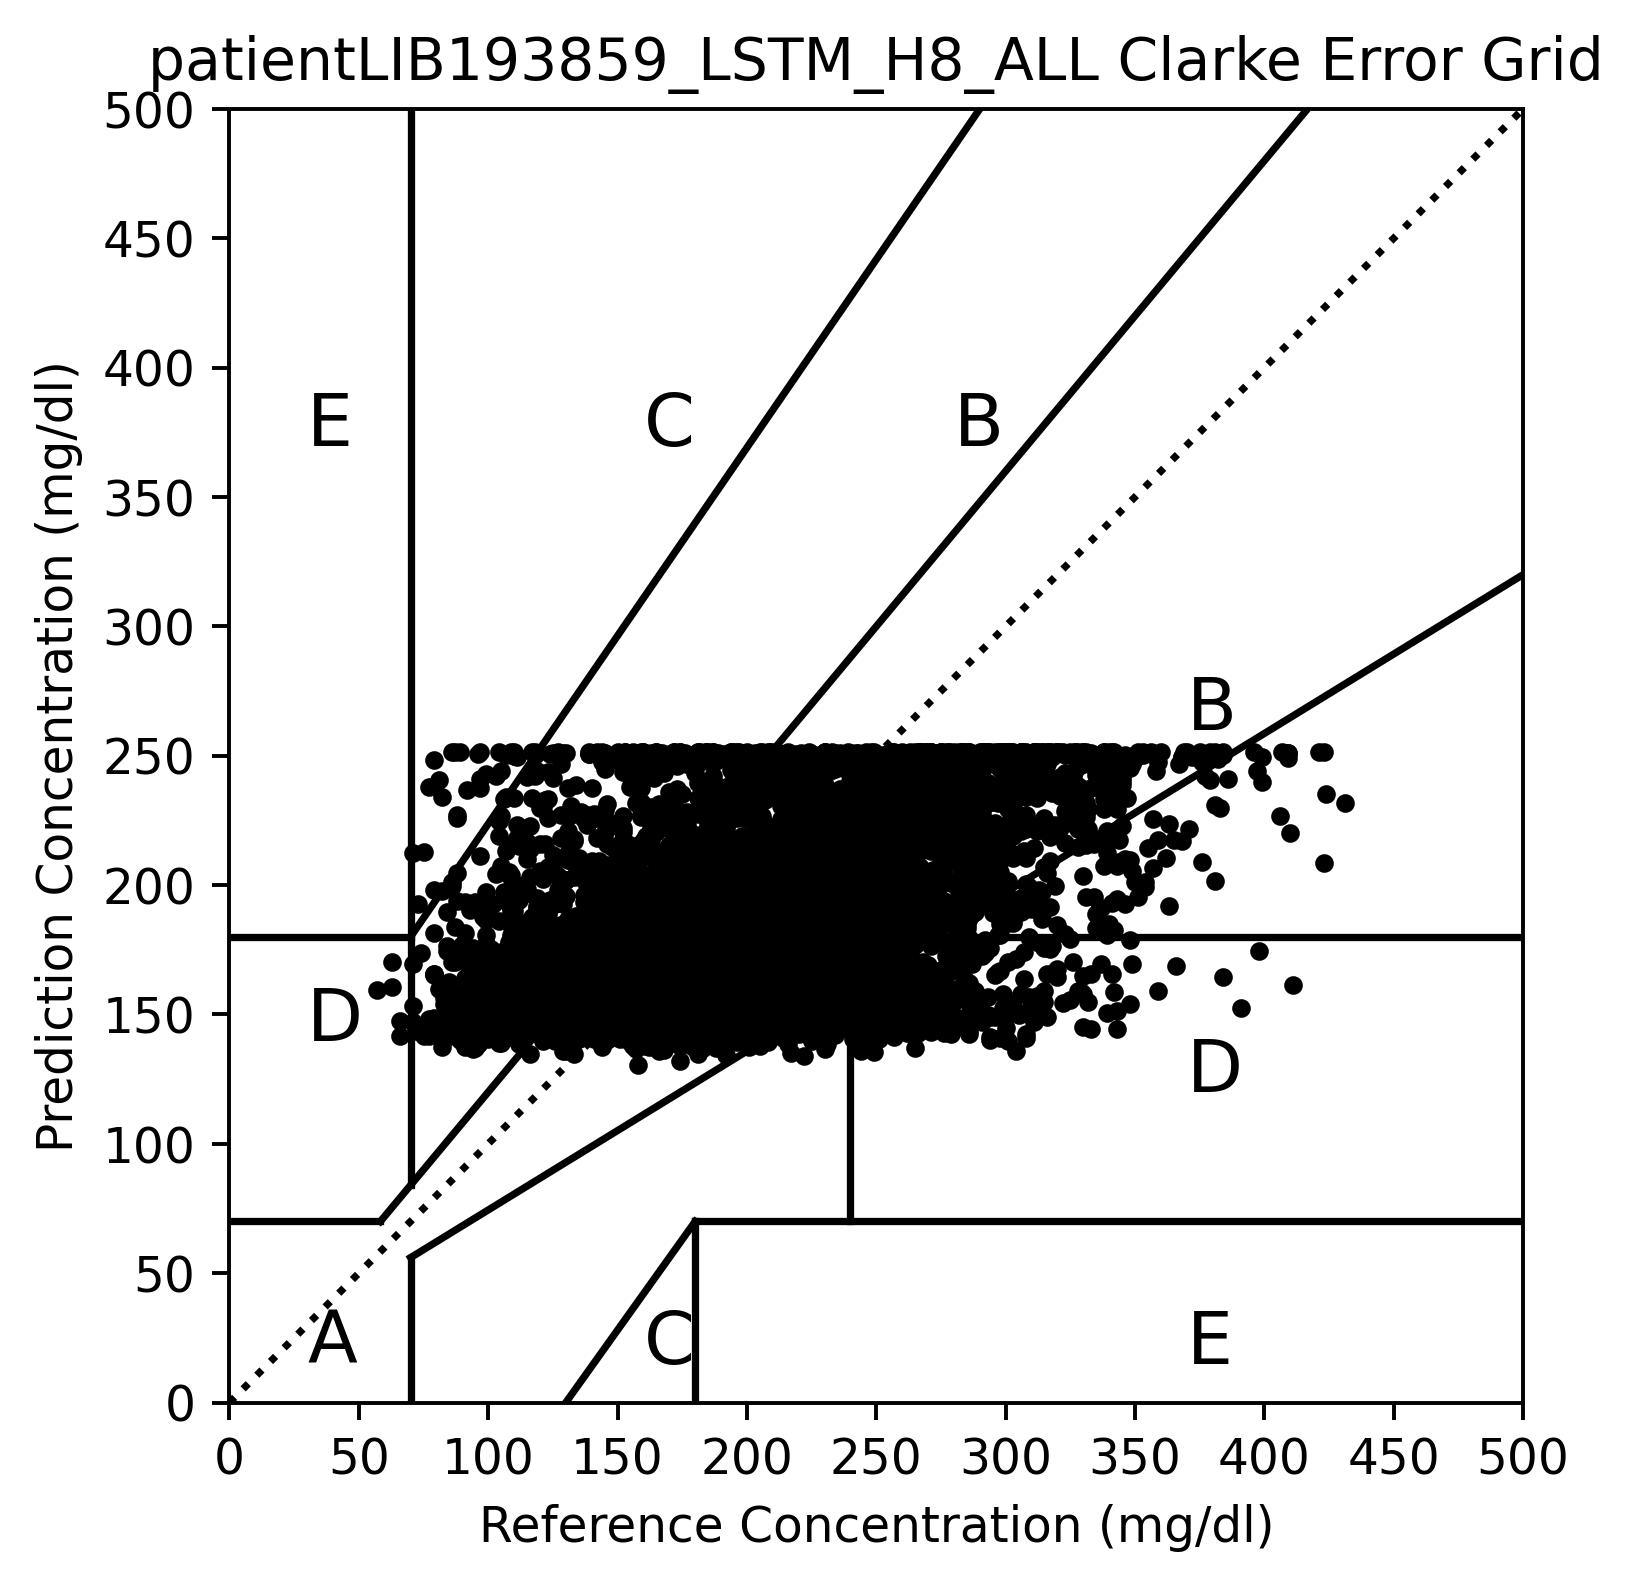 patientLIB193859_LSTM_H8_ALL Clarke Error Grid
Prediction Concentration (mg/dl)
500
450
400
350
300
250
200
150
100
50
0
E
C
B
B
D
D
A
C
E
0 50 100 150 200 250 300 350 400 450 500
Reference Concentration (mg/dl)